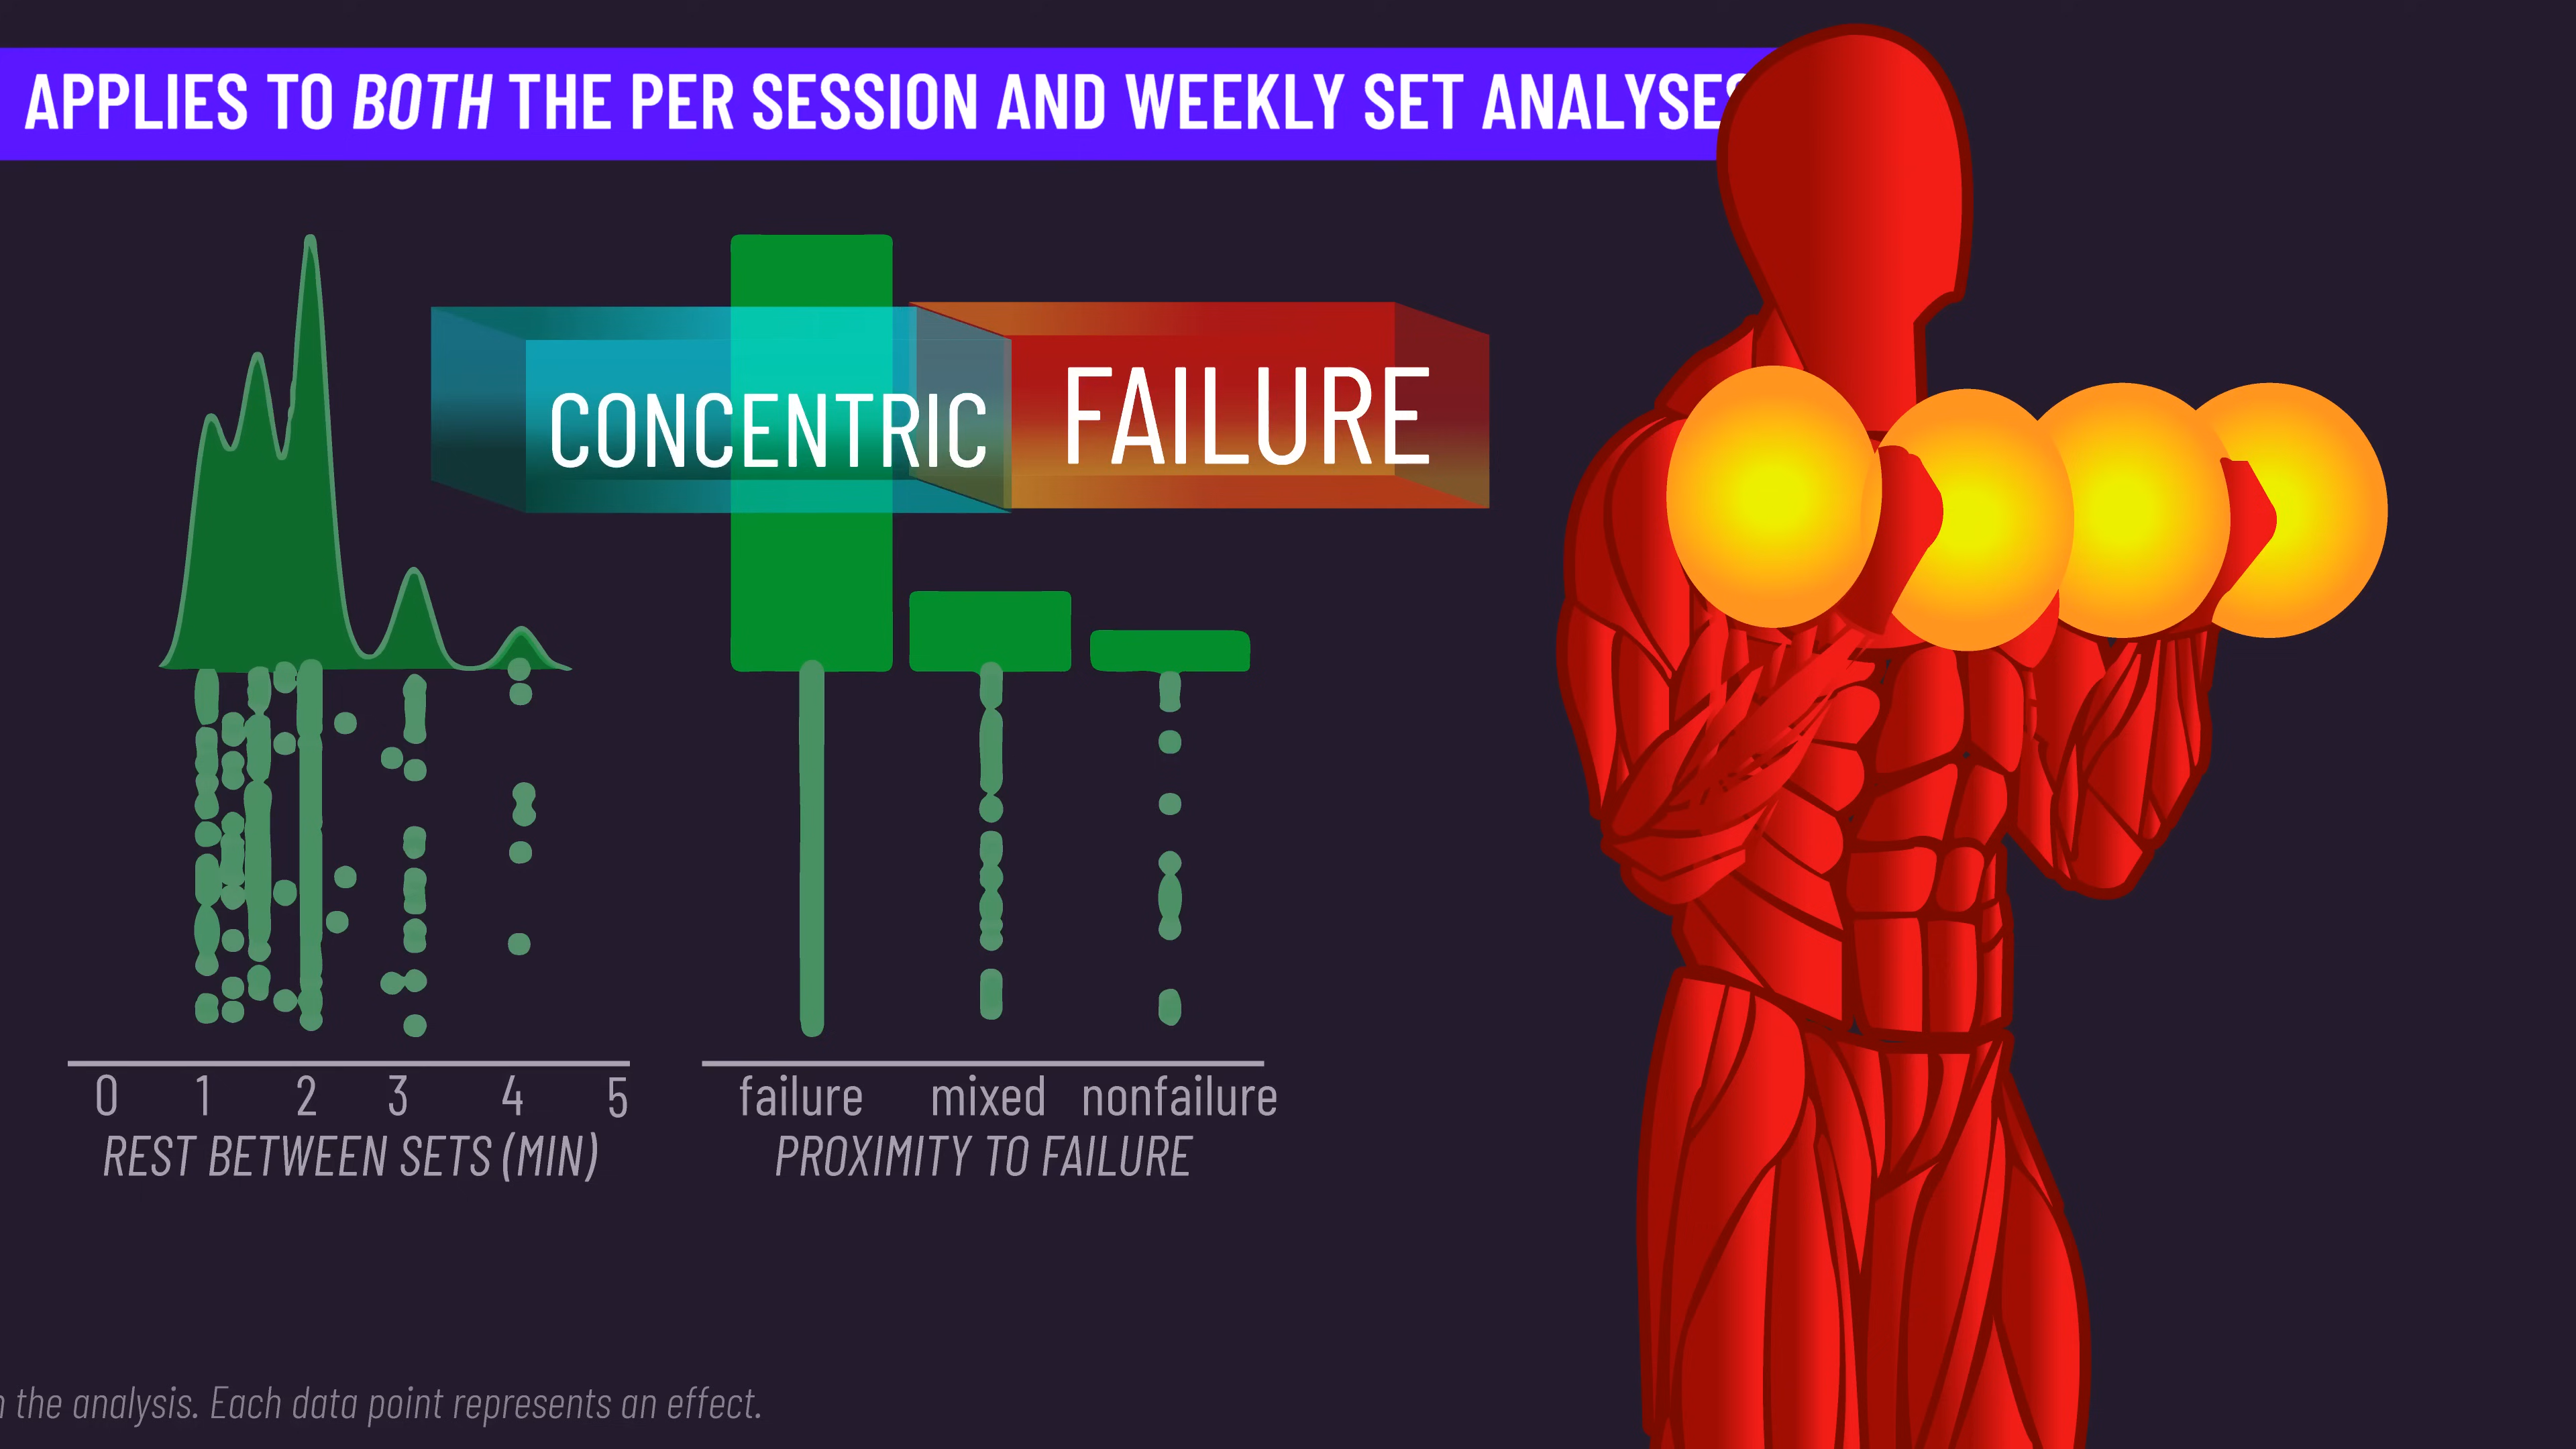 APPLIES TO BOTH THE PER SESSION AND WEEKLY SET ANALYSES
CONCENTRIC FAILURE
0 1 2 3 4 5
REST BETWEEN SETS (MIN)
failure mixed nonfailure
PROXIMITY TO FAILURE
the analysis. Each data point represents an effect.